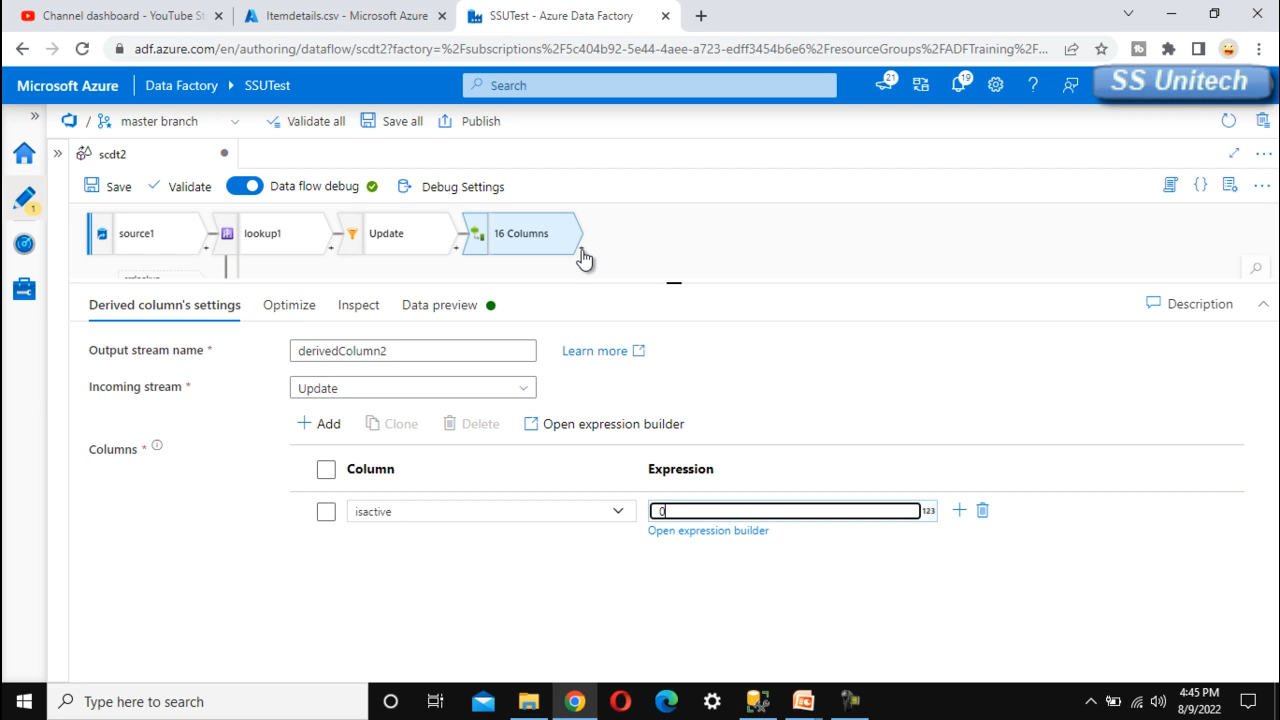 Channel dashboard - YouTube St
Itemdetails.csv - Microsoft Azure
SSUTest - Azure Data Factory
adf.azure.com/en/authoring/dataflow/scdt2?factory=%2Fsubscriptions%2F5c404b92-5e44-4aee-a723-edff3454b6e6%2FresourceGroups%2FADFTraining%2F...
Microsoft Azure
Data Factory
SSUTest
Search
21
19
SS Unitech
/ master branch
Validate all
Save all
Publish
scdt2
1
Save
Validate
Data flow debug
Debug Settings
source1
lookup1
Update
16 Columns
Derived column's settings
Optimize
Inspect
Data preview
Description
Output stream name *
derivedColumn2
Learn more
Incoming stream *
Update
Add
Clone
Delete
Open expression builder
Columns *
Column
Expression
isactive
0
123
Open expression builder
Type here to search
4:45 PM
8/9/2022